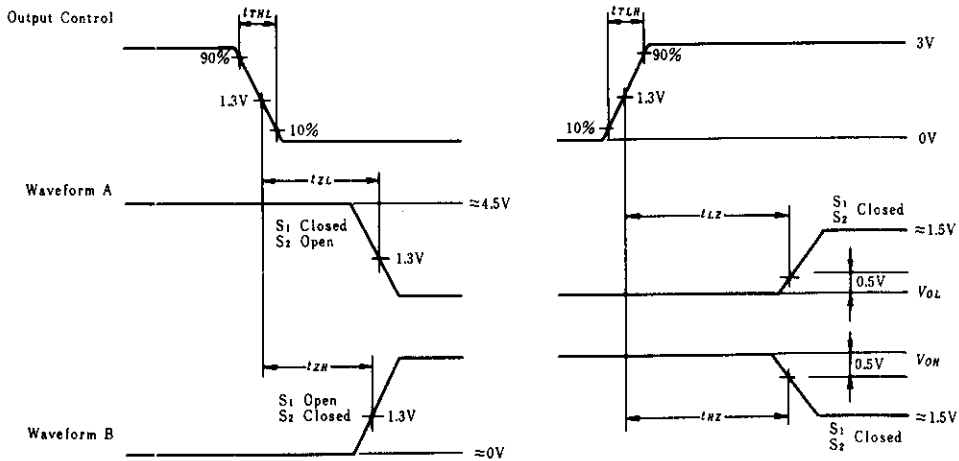 Output Control
tTHL
90%
1.3V
10%
tTLH
3V
90%
1.3V
10%
0V
Waveform A
tZL
≈4.5V
S1 Closed
S2 Open
1.3V
tLZ
S1
S2 Closed
≈1.5V
0.5V
VOL
tZH
S1 Open
S2 Closed
1.3V
Waveform B
≈0V
VOH
0.5V
tHZ
≈1.5V
S1
S2 Closed